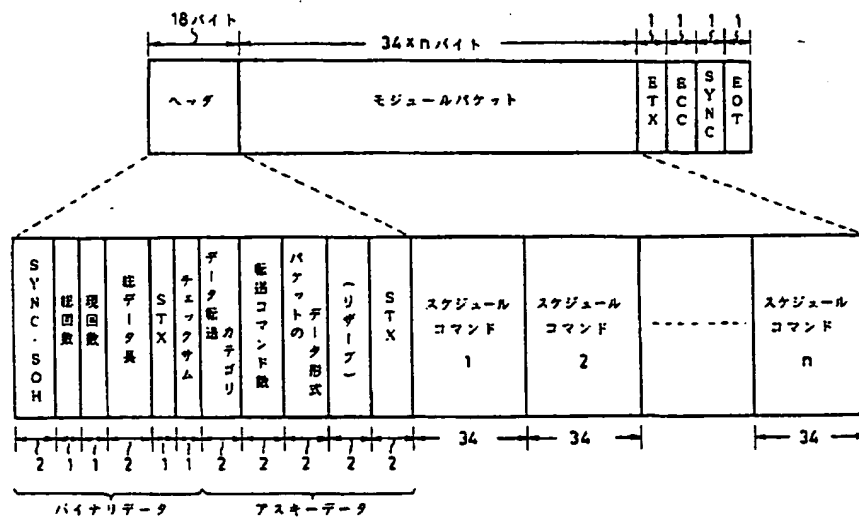 18バイト
34×nバイト
1
1
1
1
ヘッダ
モジュールパケット
ETX
BCC
SYNC
EOT
SYNC・SOH
総回数
現回数
総データ長
STX
チェックサム
データ転送カテゴリ
転送コマンド数
パケットのデータ形式
(リザーブ)
STX
スケジュール
コマンド
1
スケジュール
コマンド
2
スケジュール
コマンド
n
2
1
1
2
1
1
2
2
2
2
2
34
34
34
バイナリデータ
アスキーデータ